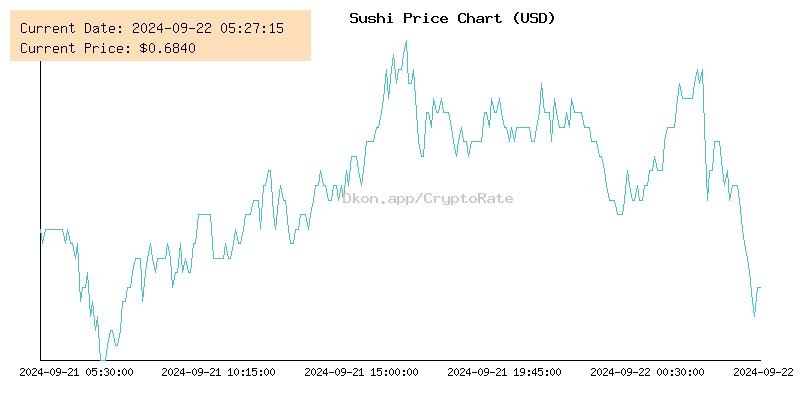 Sushi Price Chart (USD)
Current Date: 2024-09-22 05:27:15
Current Price: $0.6840
Dkon.app/CryptoRate
2024-09-21 05:30:00 2024-09-21 10:15:00 2024-09-21 15:00:00 2024-09-21 19:45:00 2024-09-22 00:30:00 2024-09-22